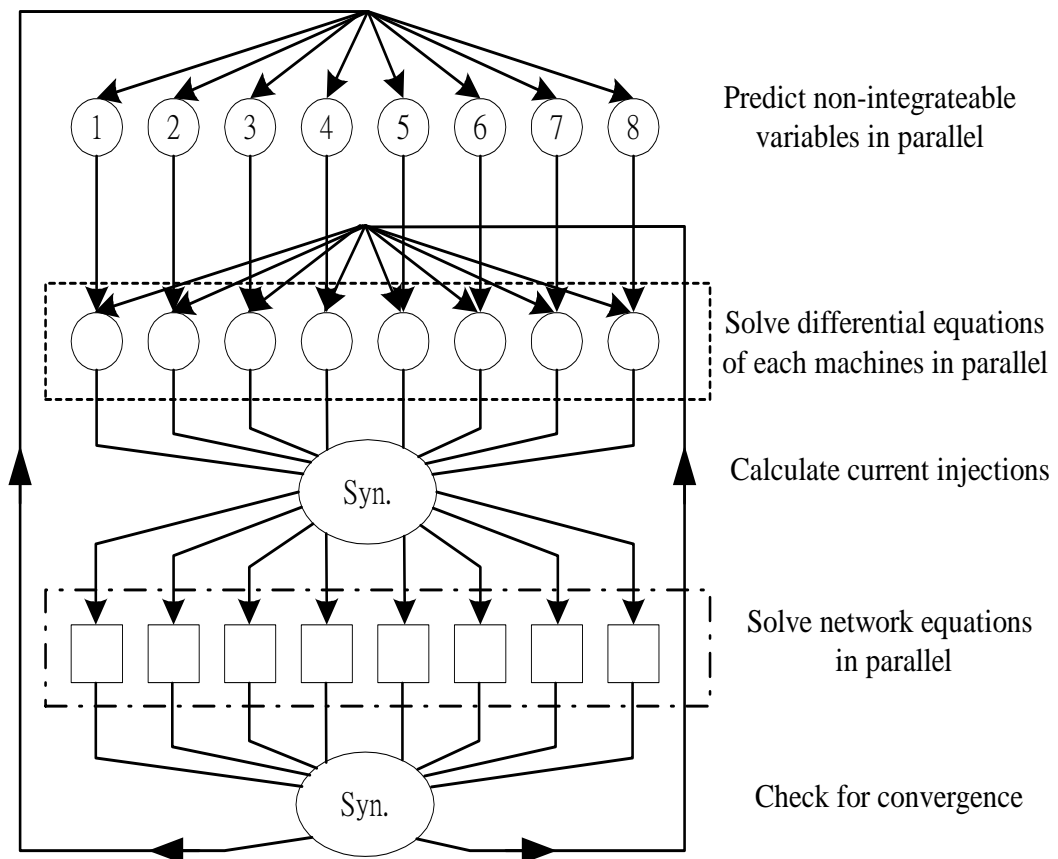 1 2 3 4 5 6 7 8
Predict non-integrateable
variables in parallel
Solve differential equations
of each machines in parallel
Syn.
Calculate current injections
Solve network equations
in parallel
Syn.
Check for convergence